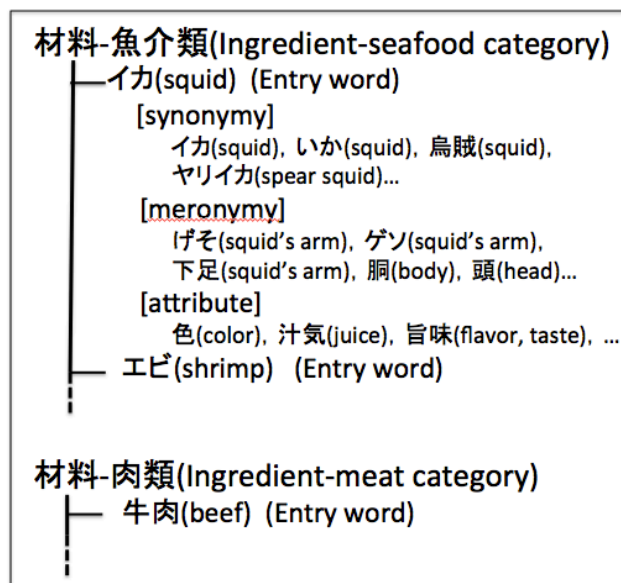 材料-魚介類(Ingredient-seafood category)
イカ(squid) (Entry word)
[synonymy]
イカ(squid), いか(squid), 烏賊(squid),
ヤリイカ(spear squid)...
[meronymy]
げそ(squid's arm), ゲソ(squid's arm),
下足(squid's arm), 胴(body), 頭(head)...
[attribute]
色(color), 汁気(juice), 旨味(flavor, taste), ...
エビ(shrimp) (Entry word)
材料-肉類(Ingredient-meat category)
牛肉(beef) (Entry word)